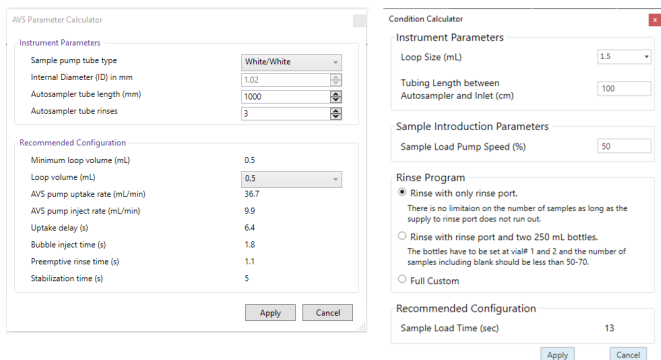 AVS Parameter Calculator
Instrument Parameters
Sample pump tube type White/White
Internal Diameter (ID) in mm 1.02
Autosampler tube length (mm) 1000
Autosampler tube rinses 3
Recommended Configuration
Minimum loop volume (mL) 0.5
Loop volume (mL) 0.5
AVS pump uptake rate (mL/min) 36.7
AVS pump inject rate (mL/min) 9.9
Uptake delay (s) 6.4
Bubble inject time (s) 1.8
Preemptive rinse time (s) 1.1
Stabilization time (s) 5
Apply Cancel
Condition Calculator x
Instrument Parameters
Loop Size (mL) 1.5
Tubing Length between
Autosampler and Inlet (cm) 100
Sample Introduction Parameters
Sample Load Pump Speed (%) 50
Rinse Program
Rinse with only rinse port.
There is no limitaion on the number of samples as long as the
supply to rinse port does not run out.
Rinse with rinse port and two 250 mL bottles.
The bottles have to be set at vial# 1 and 2 and the number of
samples including blank should be less than 50-70.
Full Custom
Recommended Configuration
Sample Load Time (sec) 13
Apply Cancel